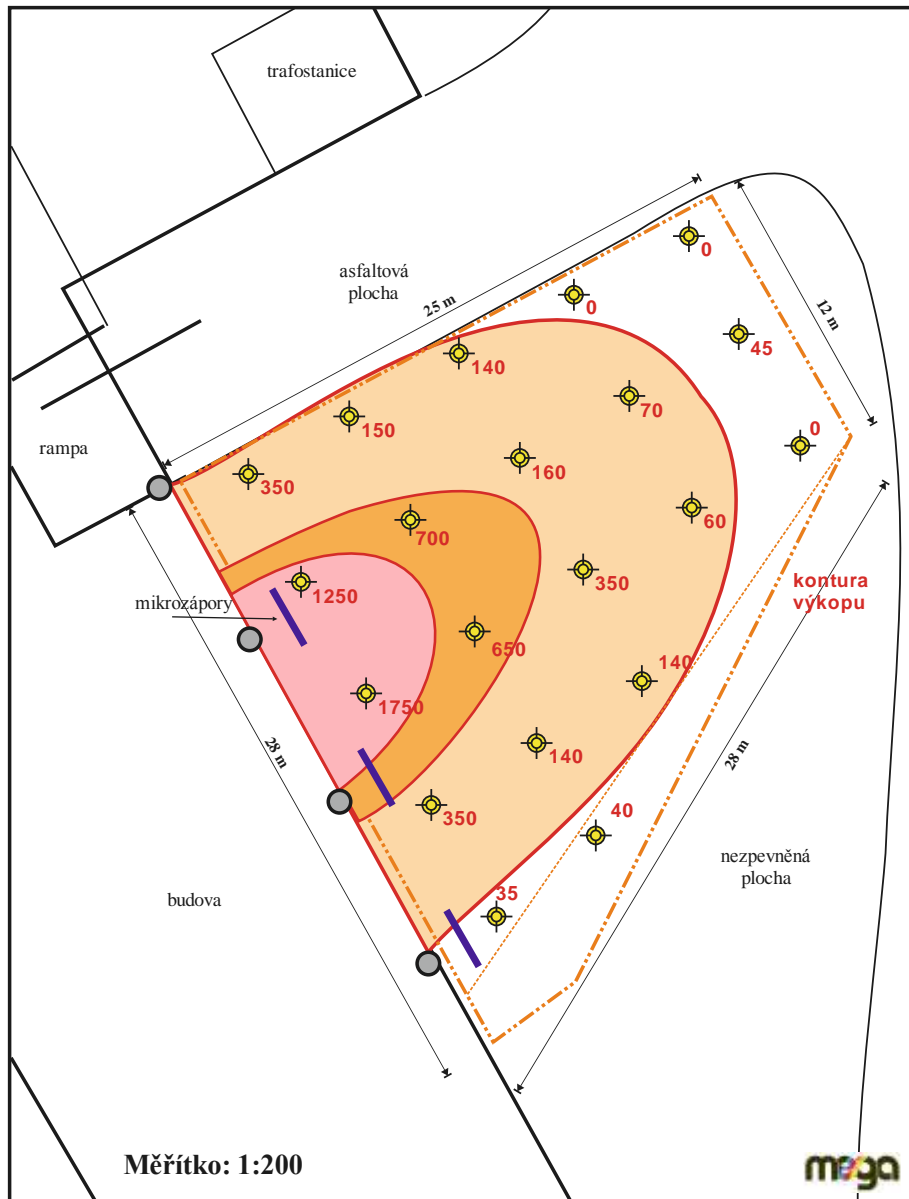 trafostanice
0
asfaltová
plocha
25 m
0
12 m
45
140
70
150
0
rampa
160
350
60
700
350
kontura
výkopu
1250
mikrozápory
650
140
1750
28 m
28 m
140
350
40
nezpevněná
plocha
35
budova
Měřítko: 1:200
mega